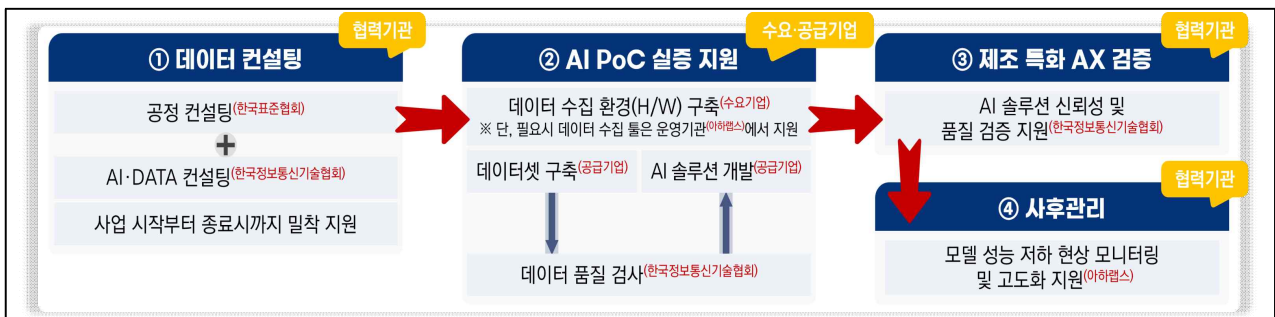 협력기관
① 데이터 컨설팅
공정 컨설팅(한국표준협회)
+
AI·DATA 컨설팅(한국정보통신기술협회)
사업 시작부터 종료시까지 밀착 지원
수요·공급기업
② AI PoC 실증 지원
데이터 수집 환경(H/W) 구축(수요기업)
※ 단, 필요시 데이터 수집 툴은 운영기관(아하랩스)에서 지원
데이터셋 구축(공급기업)
AI 솔루션 개발(공급기업)
데이터 품질 검사(한국정보통신기술협회)
협력기관
③ 제조 특화 AX 검증
AI 솔루션 신뢰성 및
품질 검증 지원(한국정보통신기술협회)
협력기관
④ 사후관리
모델 성능 저하 현상 모니터링
및 고도화 지원(아하랩스)